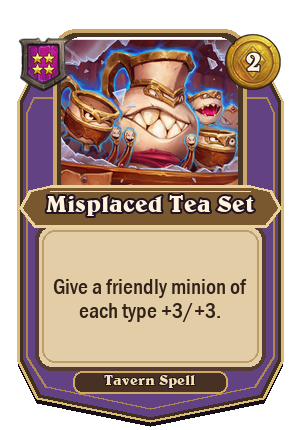 2
Misplaced Tea Set
Give a friendly minion of
each type +3/+3.
Tavern Spell